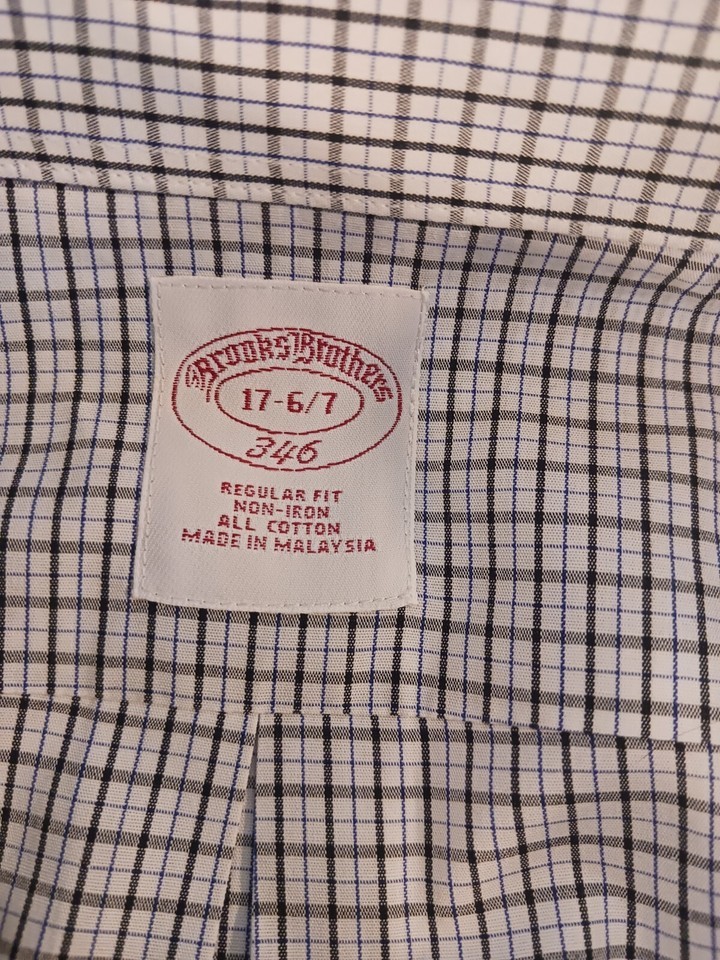 Brooks Brothers
17-6/7
346
REGULAR FIT
NON-IRON
ALL COTTON
MADE IN MALAYSIA